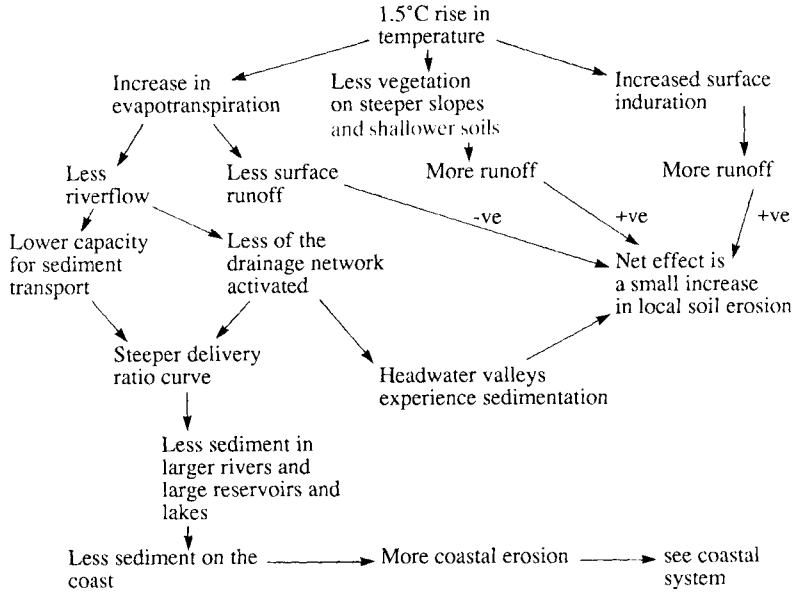 1.5°C rise in
temperature
Increase in
evapotranspiration
Less vegetation
on steeper slopes
and shallower soils
Increased surface
induration
Less
riverflow
Less surface
runoff
More runoff
More runoff
-ve
+ve
+ve
Lower capacity
for sediment
transport
Less of the
drainage network
activated
Net effect is
a small increase
in local soil erosion
Steeper delivery
ratio curve
Headwater valleys
experience sedimentation
Less sediment in
larger rivers and
large reservoirs and
lakes
Less sediment on the
coast
More coastal erosion
see coastal
system